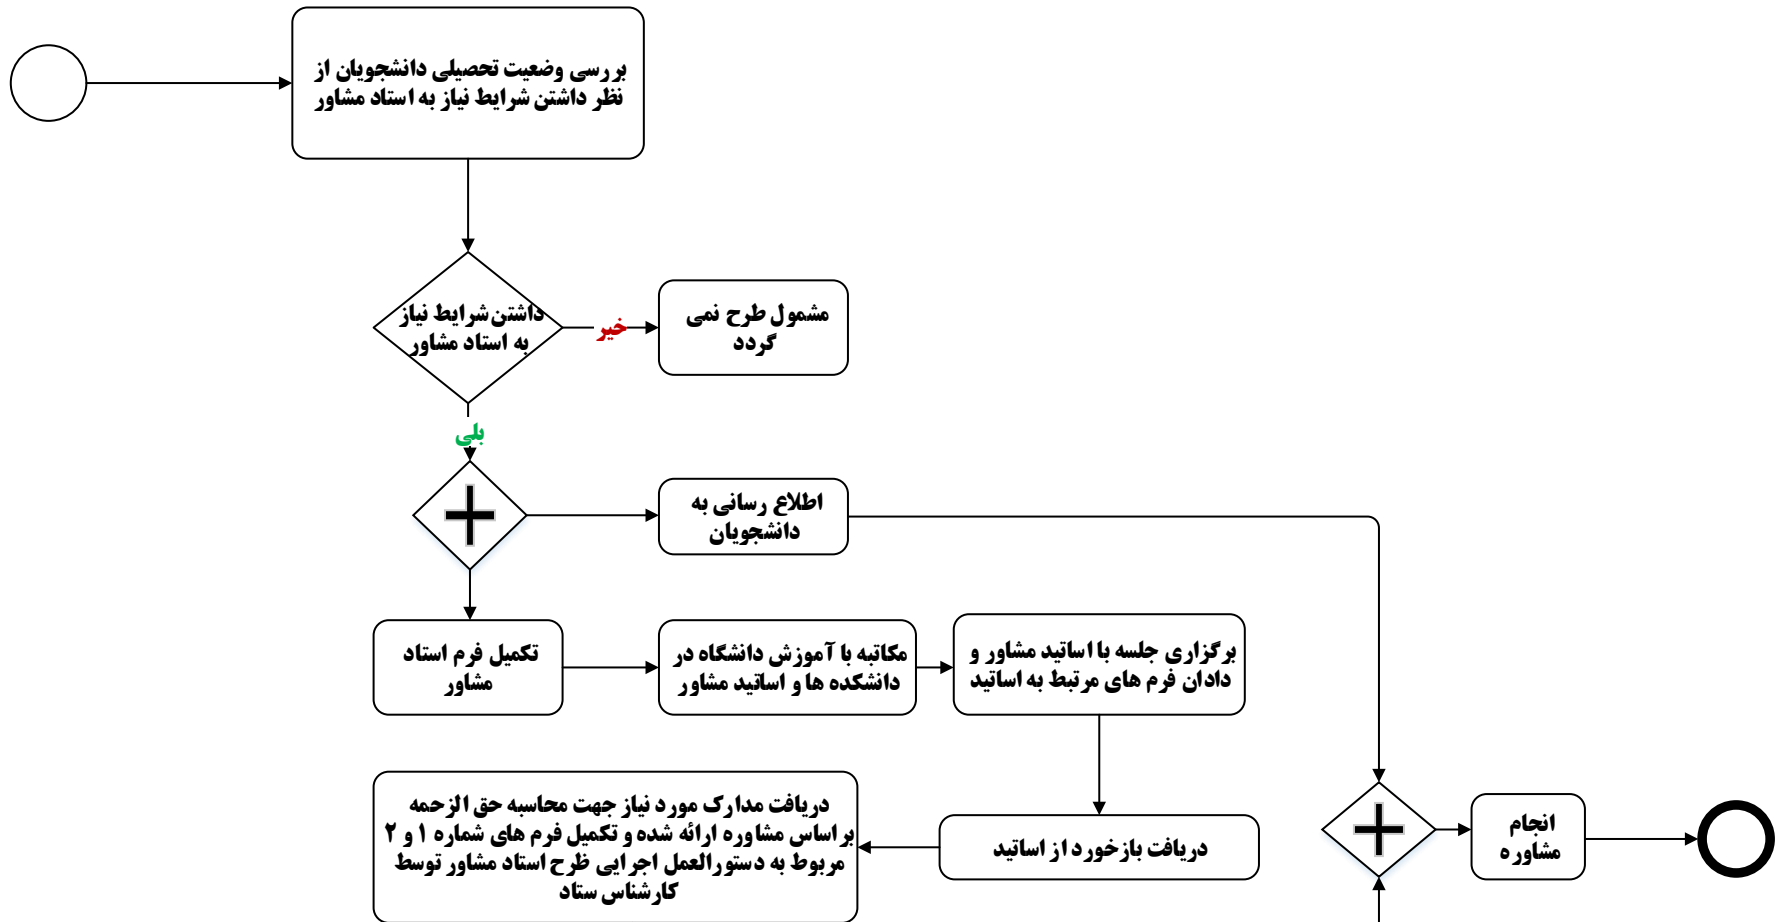 بررسی وضعیت تحصیلی دانشجویان از
نظر داشتن شرایط نیاز به استاد مشاور
داشتن شرایط نیاز
به استاد مشاور
خیر
مشمول طرح نمی
گردد
بلی
اطلاع رسانی به
دانشجویان
تکمیل فرم استاد
مشاور
مکاتبه با آموزش دانشگاه در
دانشکده ها و اساتید مشاور
برگزاری جلسه با اساتید مشاور و
دادان فرم های مرتبط به اساتید
دریافت بازخورد از اساتید
دریافت مدارک مورد نیاز جهت محاسبه حق الزحمه
براساس مشاوره ارائه شده و تکمیل فرم های شماره ۱ و ۲
مربوط به دستورالعمل اجرایی ظرح استاد مشاور توسط
کارشناس ستاد
انجام
مشاوره